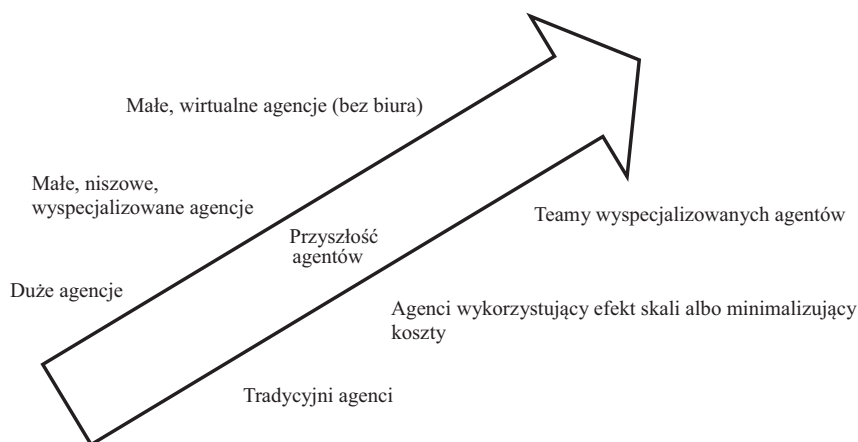 Małe, wirtualne agencje (bez biura)
Małe, niszowe,
wyspecjalizowane agencje
Teamy wyspecjalizowanych agentów
Przyszłość
agentów
Duże agencje
Agenci wykorzystujący efekt skali albo minimalizujący
koszty
Tradycyjni agenci